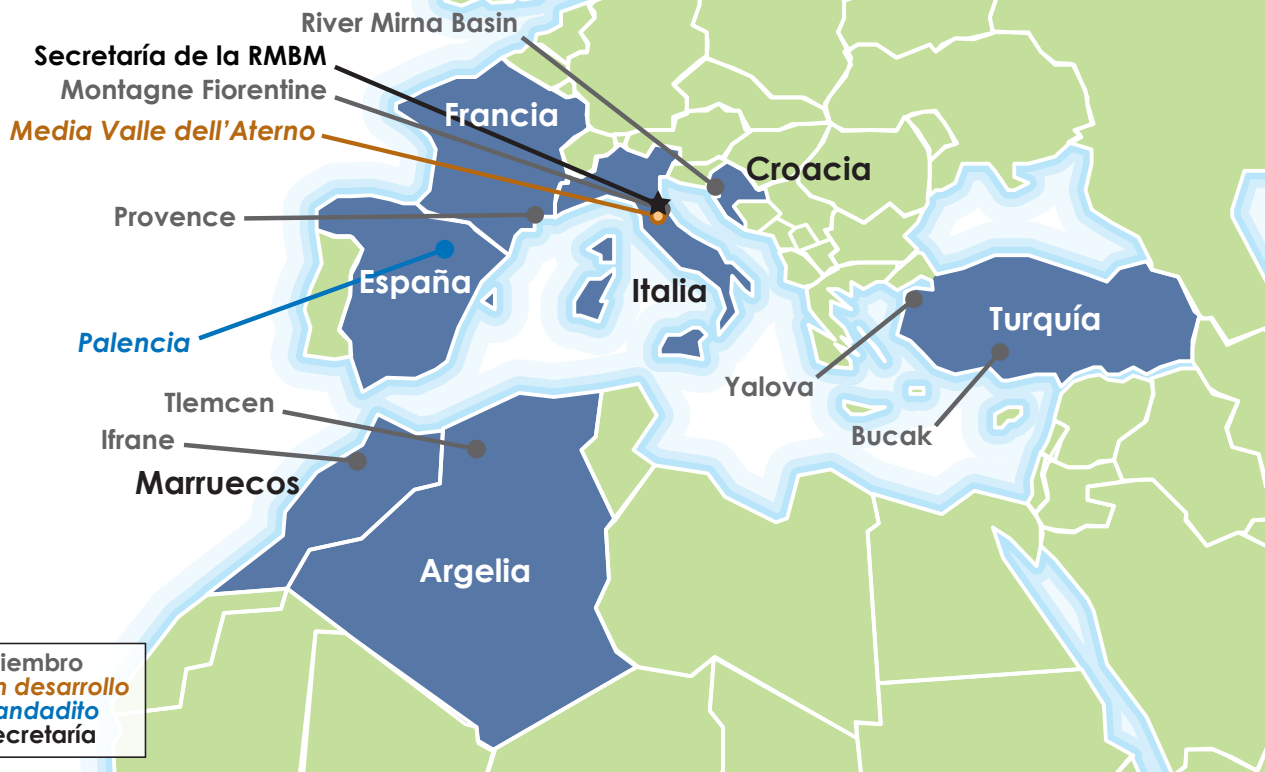 River Mirna Basin
Secretaría de la RMBM
Montagne Fiorentine
Francia
Media Valle dell’Aterno
Croacia
Provence
España
Italia
Turquía
Palencia
Yalova
Tlemcen
Bucak
Ifrane
Marruecos
Argelia
iembro
n desarrollo
andadito
ecretaría